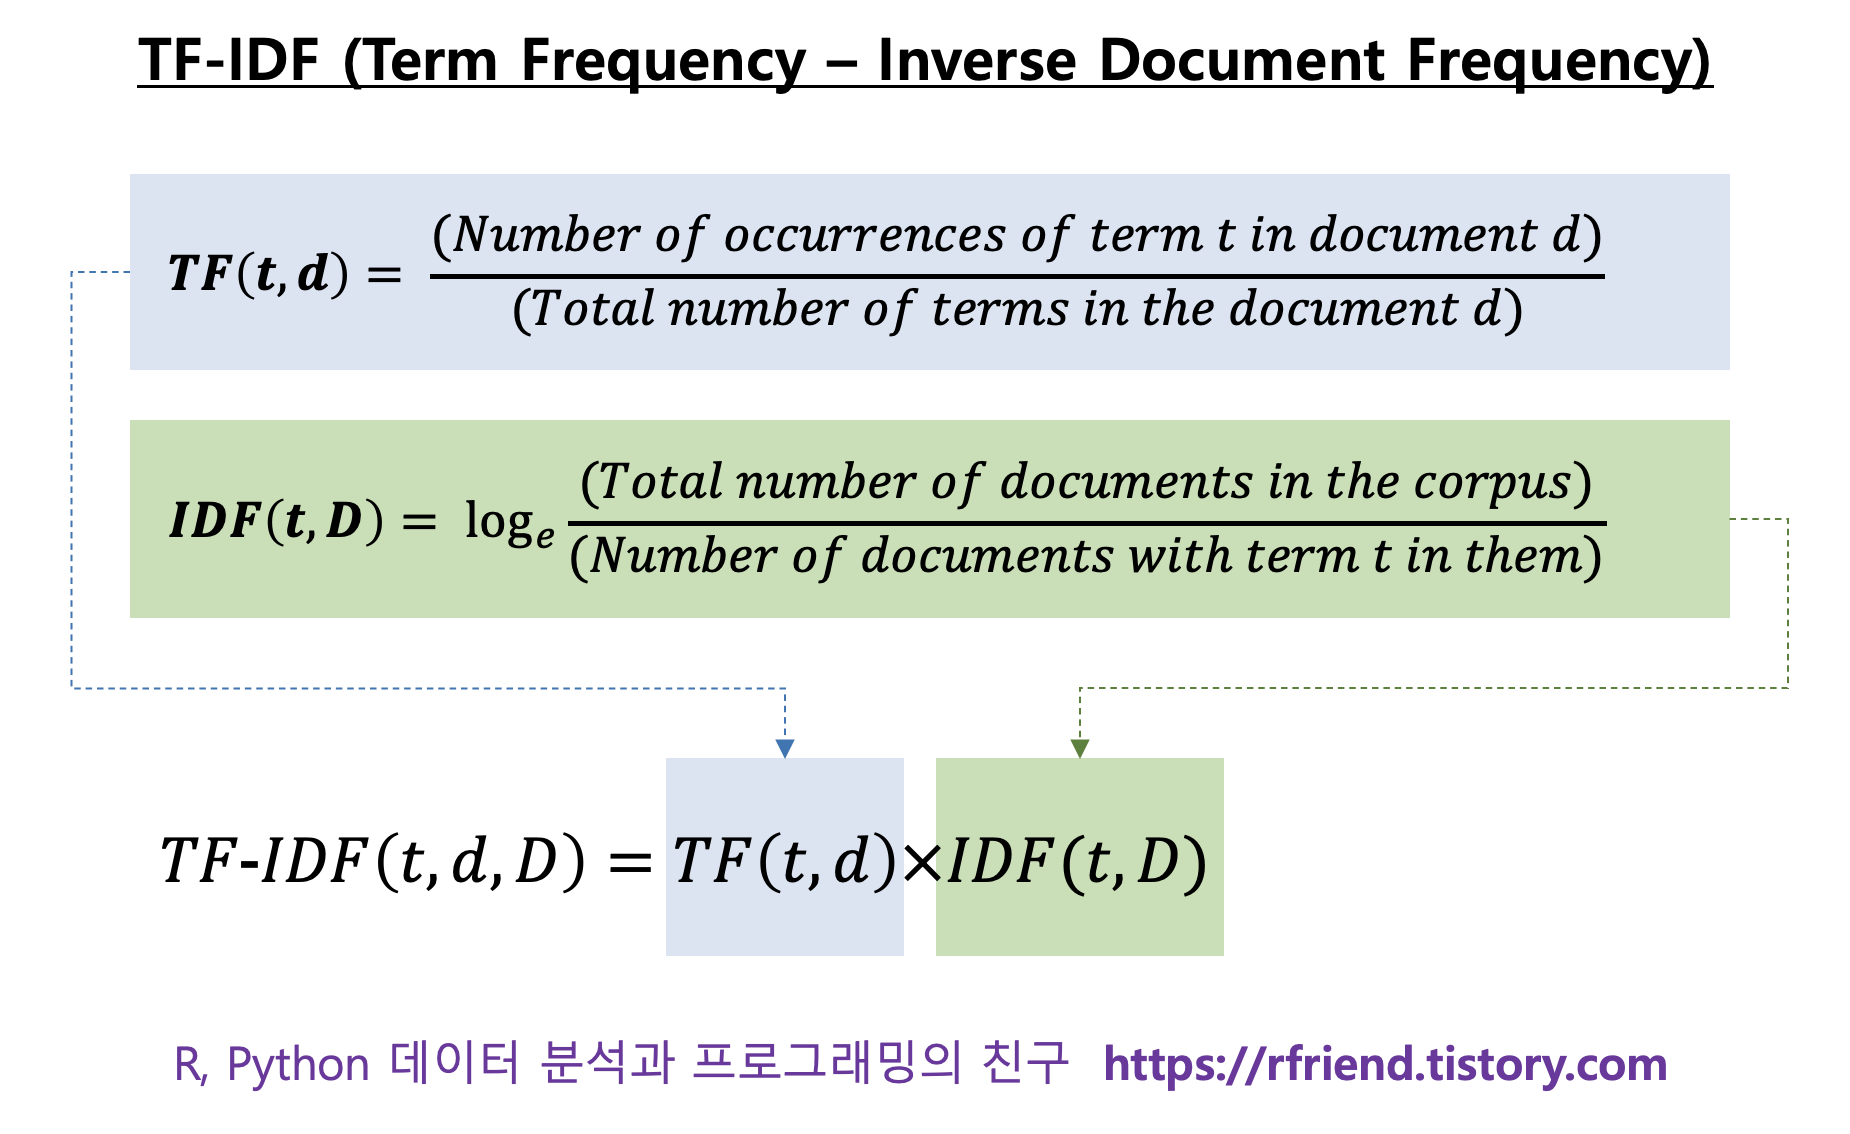 TF-IDF (Term Frequency – Inverse Document Frequency)
TF(t,d) = (Number of occurrences of term t in document d)
(Total number of terms in the document d)
IDF(t,D) = log_e (Total number of documents in the corpus)
(Number of documents with term t in them)
TF-IDF(t,d,D) = TF(t,d)×IDF(t,D)
R, Python 데이터 분석과 프로그래밍의 친구 https://rfriend.tistory.com